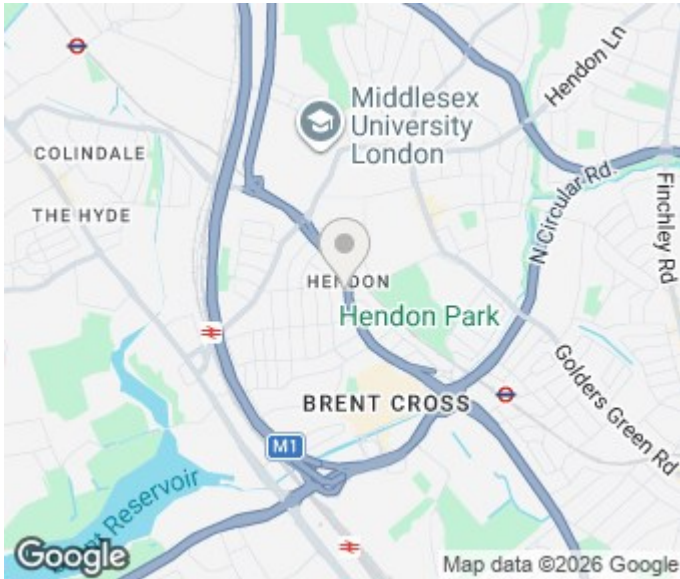 Hendon Ln
Middlesex
University
London
COLINDALE
THE HYDE
N Circular Rd.
Finchley Rd
HENDON
Hendon Park
Golders Green Rd
BRENT CROSS
M1
Brent Reservoir
Google
Map data ©2026 Google